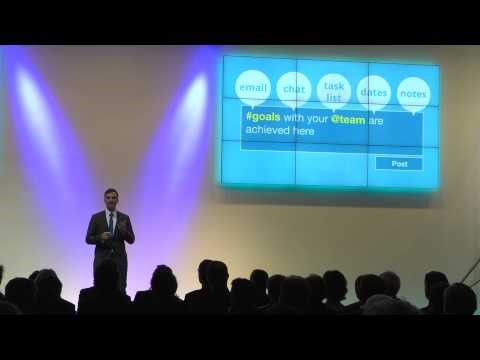 email chat task list dates notes
#goals with your @team are
achieved here
Post